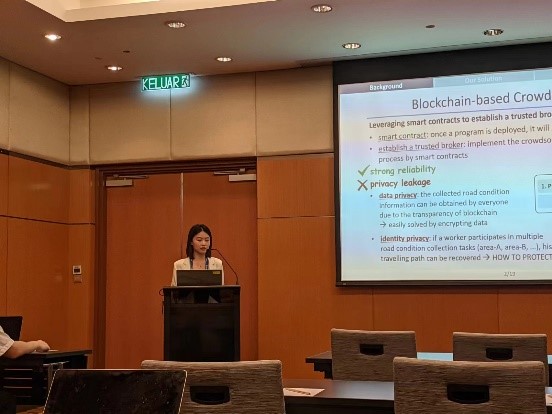 KELUAR
Background
Our Solution
Blockchain-based Crowd
Leveraging smart contracts to establish a trusted bro
• smart contract: once a program is deployed, it will
• establish a trusted broker: implement the crowdso
process by smart contracts
✓ strong reliability
✗ privacy leakage
• data privacy: the collected road condition
information can be obtained by everyone
due to the transparency of blockchain
→ easily solved by encrypting data
1. P
• identity privacy: if a worker participates in multiple
road condition collection tasks (area-A, area-B, ...), his
travelling path can be recovered → HOW TO PROTECT
2/13